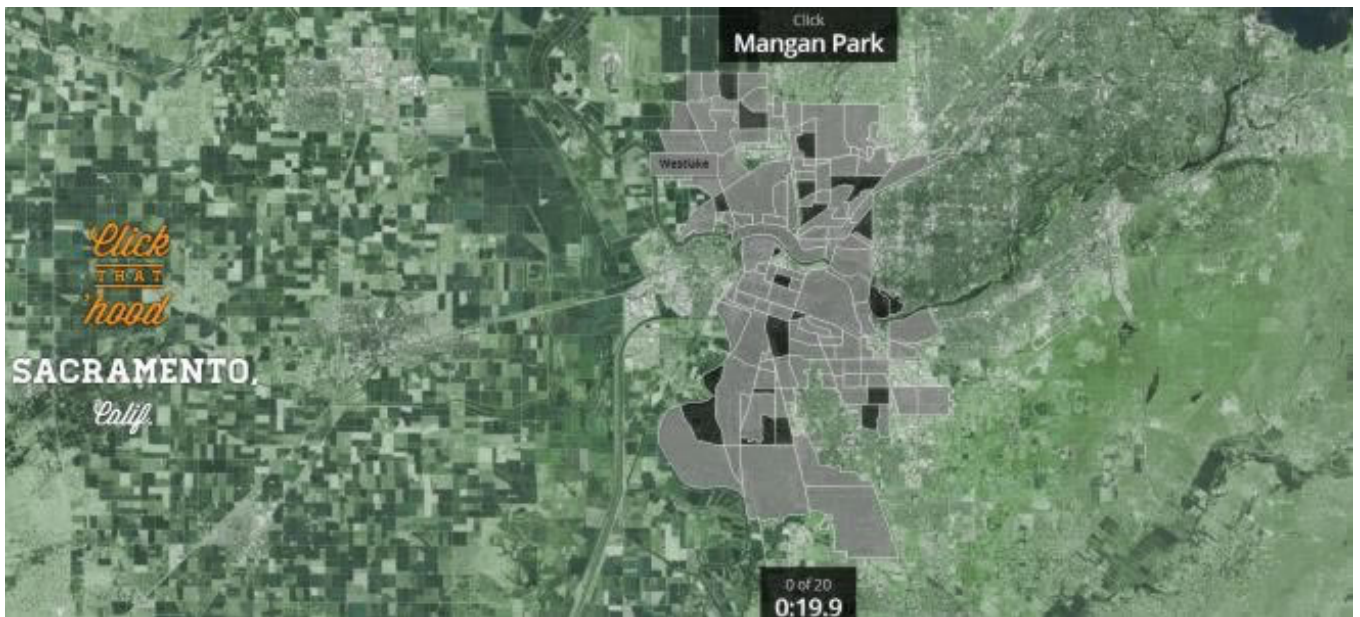 Click
Mangan Park
Westlake
Click
THAT
'hood
SACRAMENTO,
Calif.
0 of 20
0:19.9